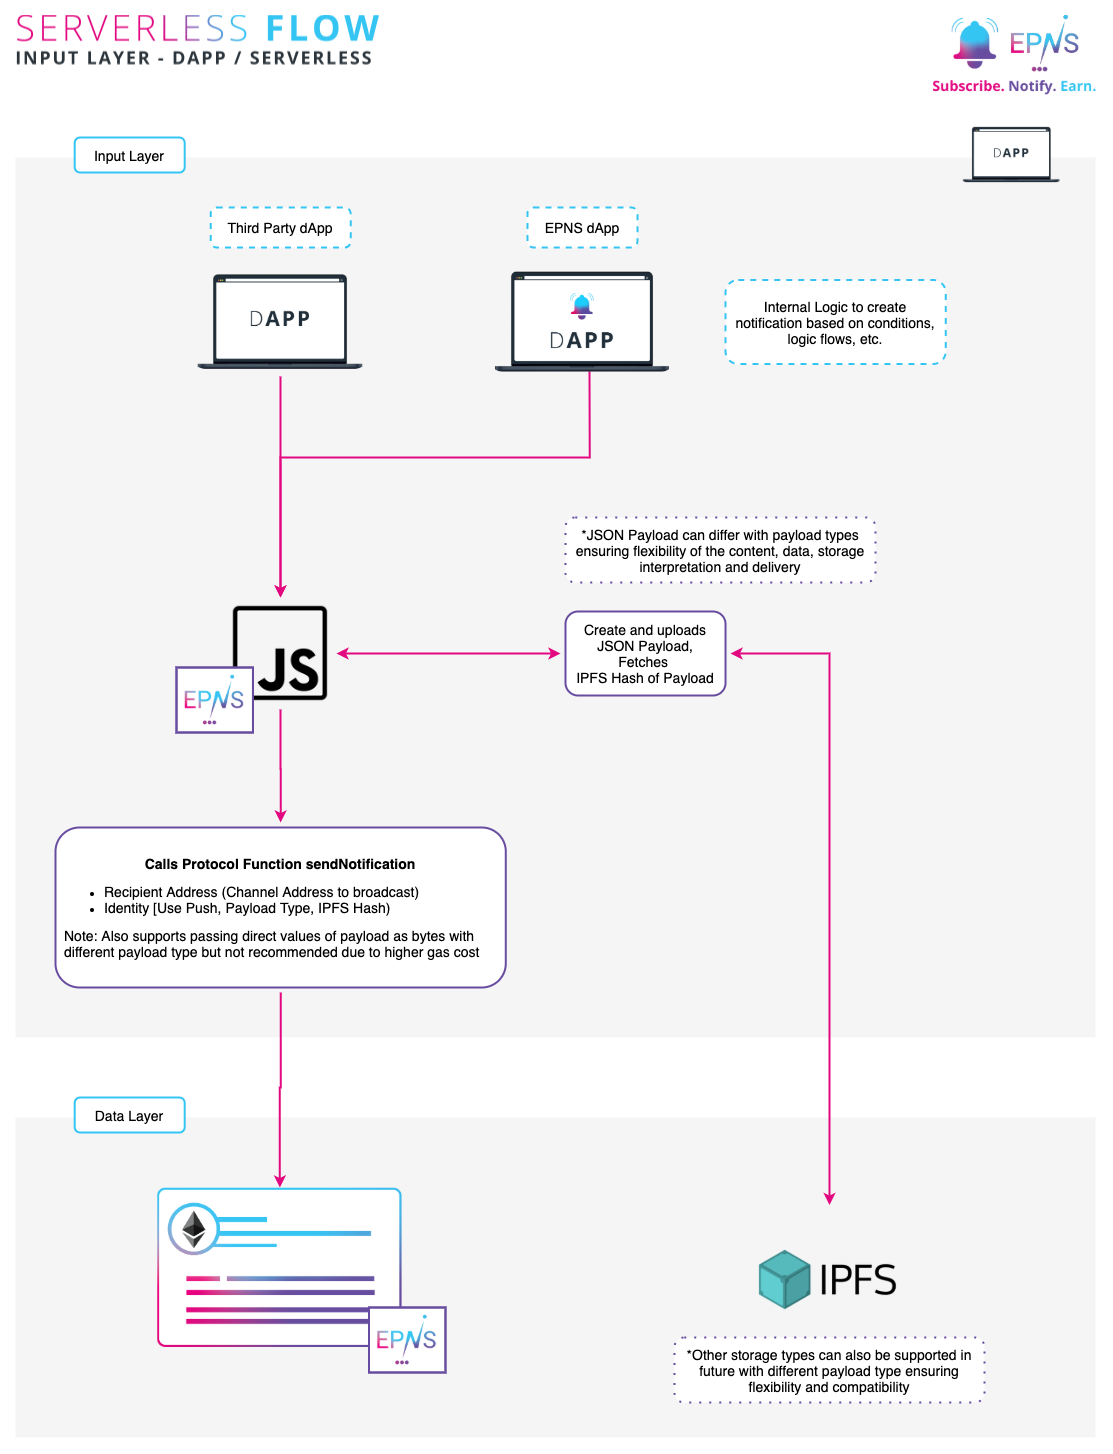 SERVERLESS FLOW
INPUT LAYER - DAPP / SERVERLESS
EPNS
Subscribe. Notify. Earn.
Input Layer
DAPP
Third Party dApp
EPNS dApp
DAPP
DAPP
Internal Logic to create
notification based on conditions,
logic flows, etc.
*JSON Payload can differ with payload types
ensuring flexibility of the content, data, storage
interpretation and delivery
JS
EPNS
Create and uploads
JSON Payload,
Fetches
IPFS Hash of Payload
Calls Protocol Function sendNotification
• Recipient Address (Channel Address to broadcast)
• Identity [Use Push, Payload Type, IPFS Hash)
Note: Also supports passing direct values of payload as bytes with
different payload type but not recommended due to higher gas cost
Data Layer
EPNS
IPFS
*Other storage types can also be supported in
future with different payload type ensuring
flexibility and compatibility